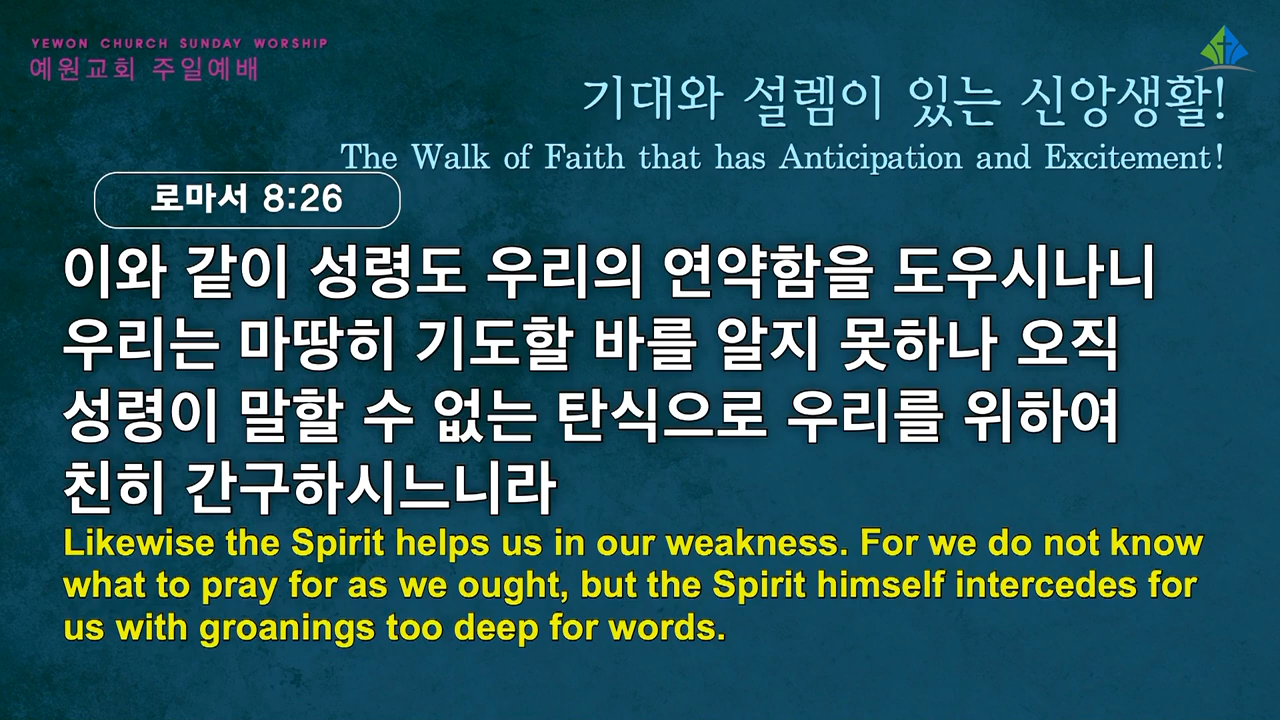 YEWON CHURCH SUNDAY WORSHIP
예원교회 주일예배
기대와 설렘이 있는 신앙생활!
The Walk of Faith that has Anticipation and Excitement!
로마서 8:26
이와 같이 성령도 우리의 연약함을 도우시나니
우리는 마땅히 기도할 바를 알지 못하나 오직
성령이 말할 수 없는 탄식으로 우리를 위하여
친히 간구하시느니라
Likewise the Spirit helps us in our weakness. For we do not know
what to pray for as we ought, but the Spirit himself intercedes for
us with groanings too deep for words.